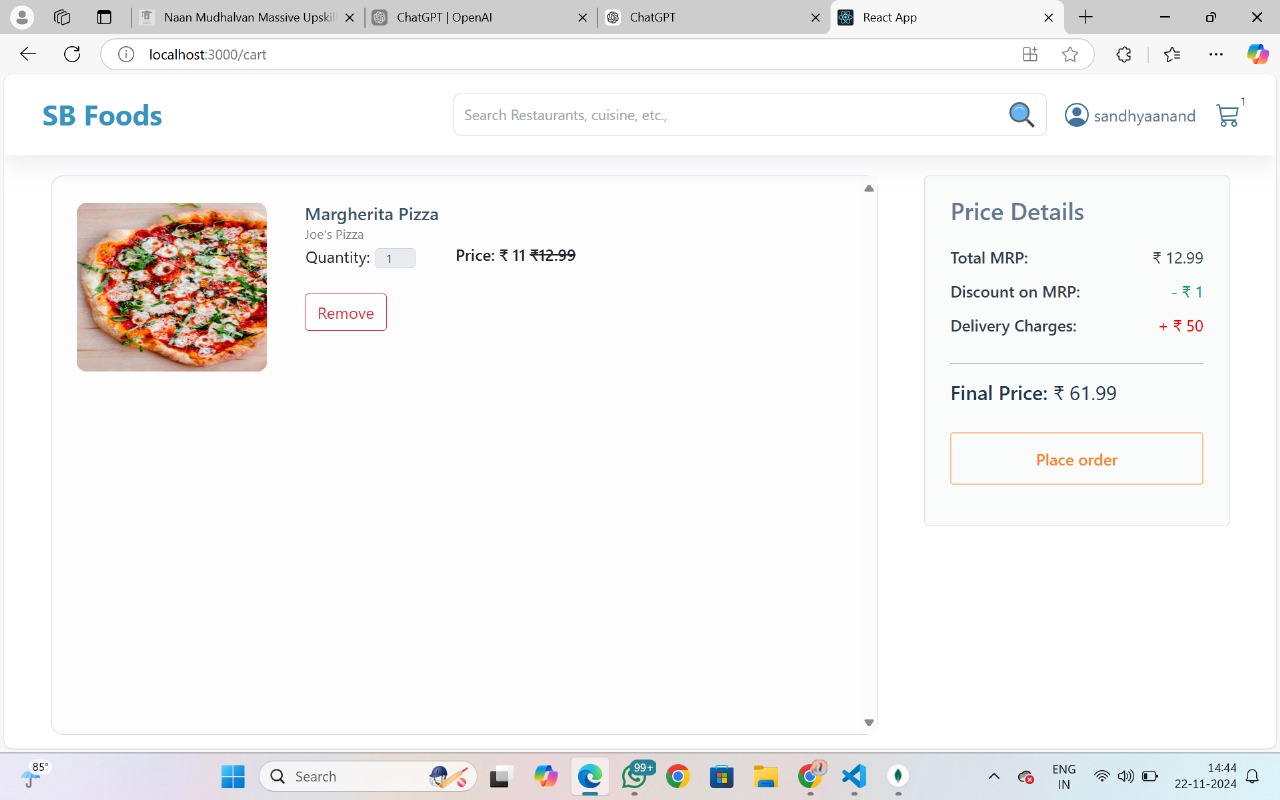 Naan Mudhalvan Massive Upskil
ChatGPT | OpenAI
ChatGPT
React App
localhost:3000/cart
SB Foods
Search Restaurants, cuisine, etc.,
sandhyaanand
1
Margherita Pizza
Joe's Pizza
Quantity: 1
Price: ₹ 11 ₹12.99
Remove
Price Details
Total MRP: ₹ 12.99
Discount on MRP: - ₹ 1
Delivery Charges: + ₹ 50
Final Price: ₹ 61.99
Place order
85°
Search
99+
ENG
IN
14:44
22-11-2024